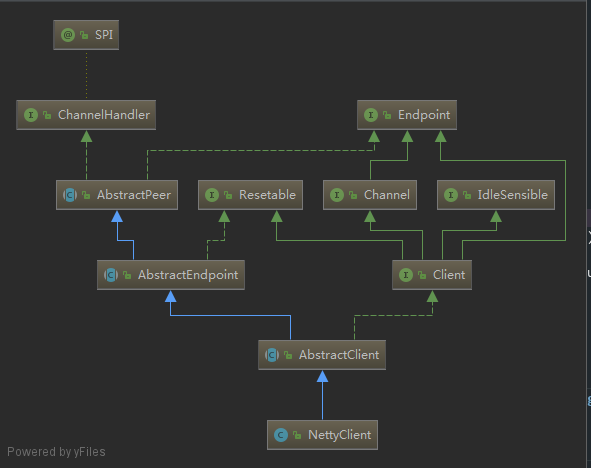 @ SPI
I ChannelHandler
I Endpoint
C AbstractPeer
I Resetable
I Channel
I IdleSensible
C AbstractEndpoint
I Client
C AbstractClient
C NettyClient
Powered by yFiles